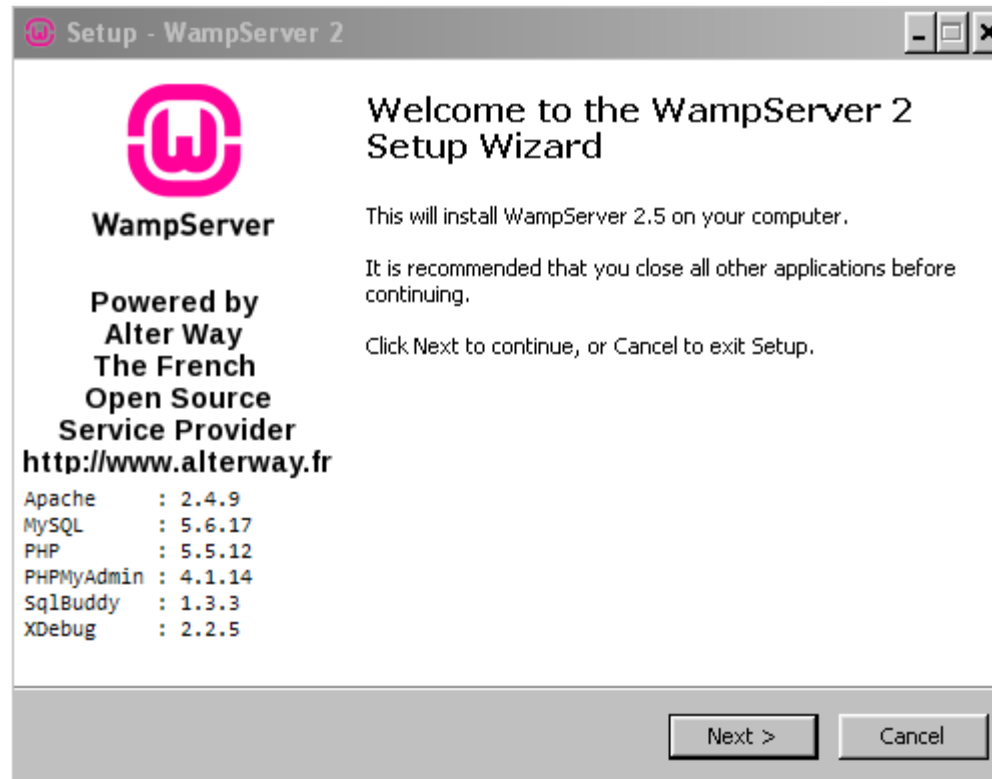 Setup - WampServer 2
WampServer
Powered by
Alter Way
The French
Open Source
Service Provider
http://www.alterway.fr
Apache : 2.4.9
MySQL : 5.6.17
PHP : 5.5.12
PHPMyAdmin : 4.1.14
SqlBuddy : 1.3.3
XDebug : 2.2.5
Welcome to the WampServer 2
Setup Wizard
This will install WampServer 2.5 on your computer.
It is recommended that you close all other applications before
continuing.
Click Next to continue, or Cancel to exit Setup.
Next >
Cancel